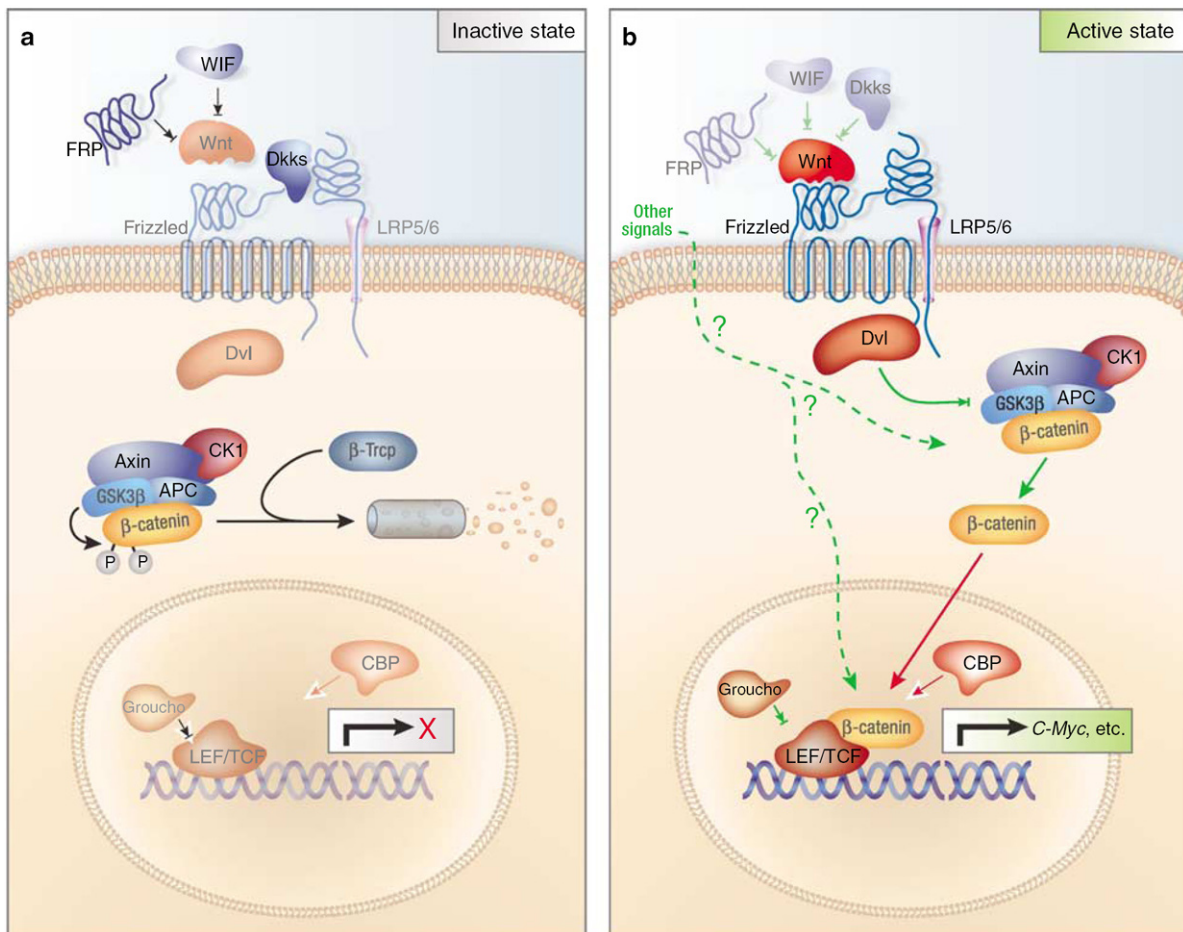 a
Inactive state
WIF
FRP
Wnt
Dkks
Frizzled
LRP5/6
Dvl
Axin
CK1
GSK3β
APC
β-catenin
P
P
β-Trcp
CBP
Groucho
LEF/TCF
X
b
Active state
WIF
Dkks
FRP
Wnt
Other
signals
Frizzled
LRP5/6
?
Dvl
Axin
CK1
GSK3β
APC
β-catenin
?
?
β-catenin
CBP
Groucho
β-catenin
LEF/TCF
C-Myc, etc.